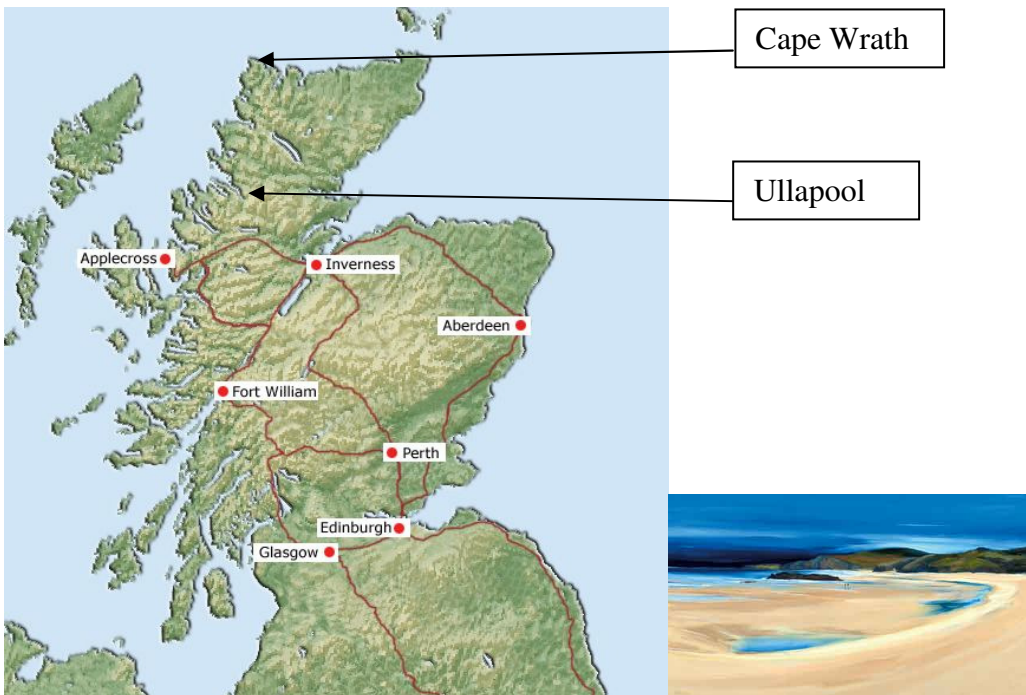 Cape Wrath
Ullapool
Applecross
Inverness
Aberdeen
Fort William
Perth
Edinburgh
Glasgow